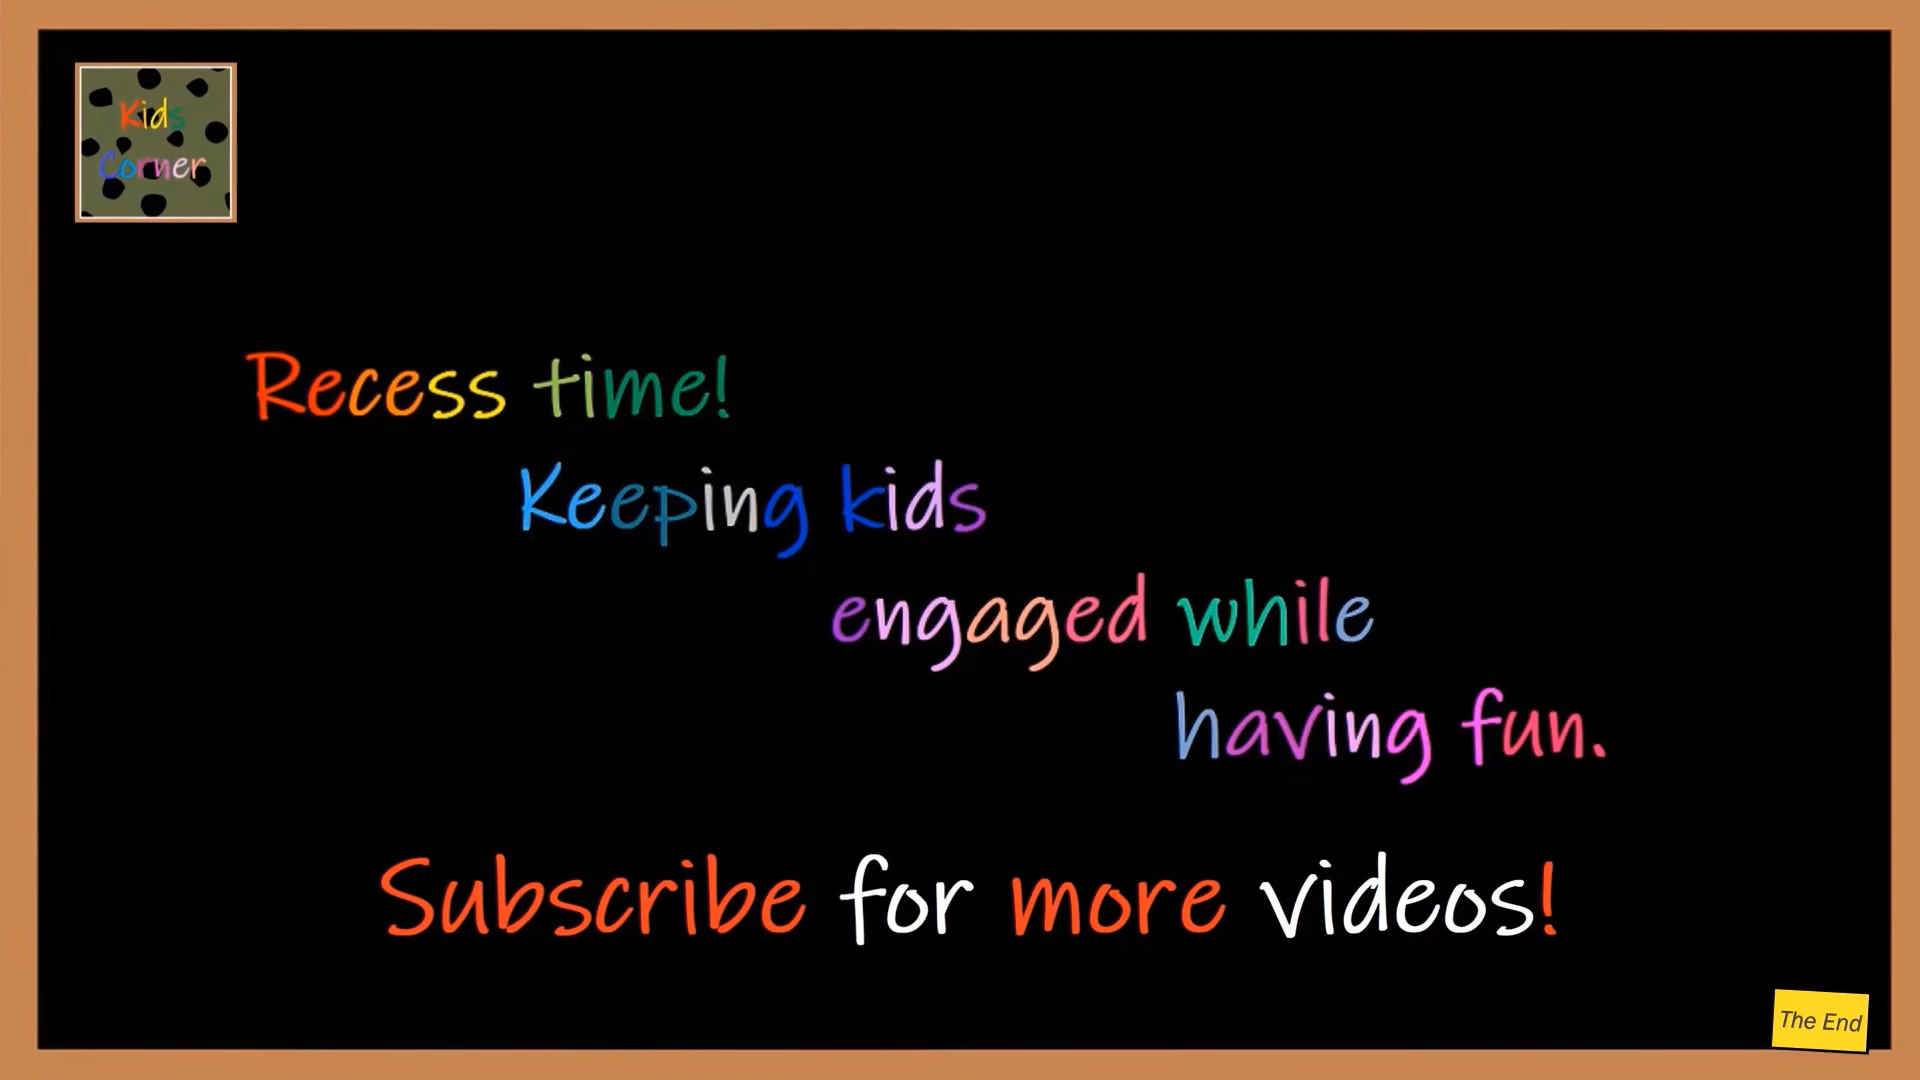 Kids
Corner
Recess time!
Keeping kids
engaged while
having fun.
Subscribe for more videos!
The End